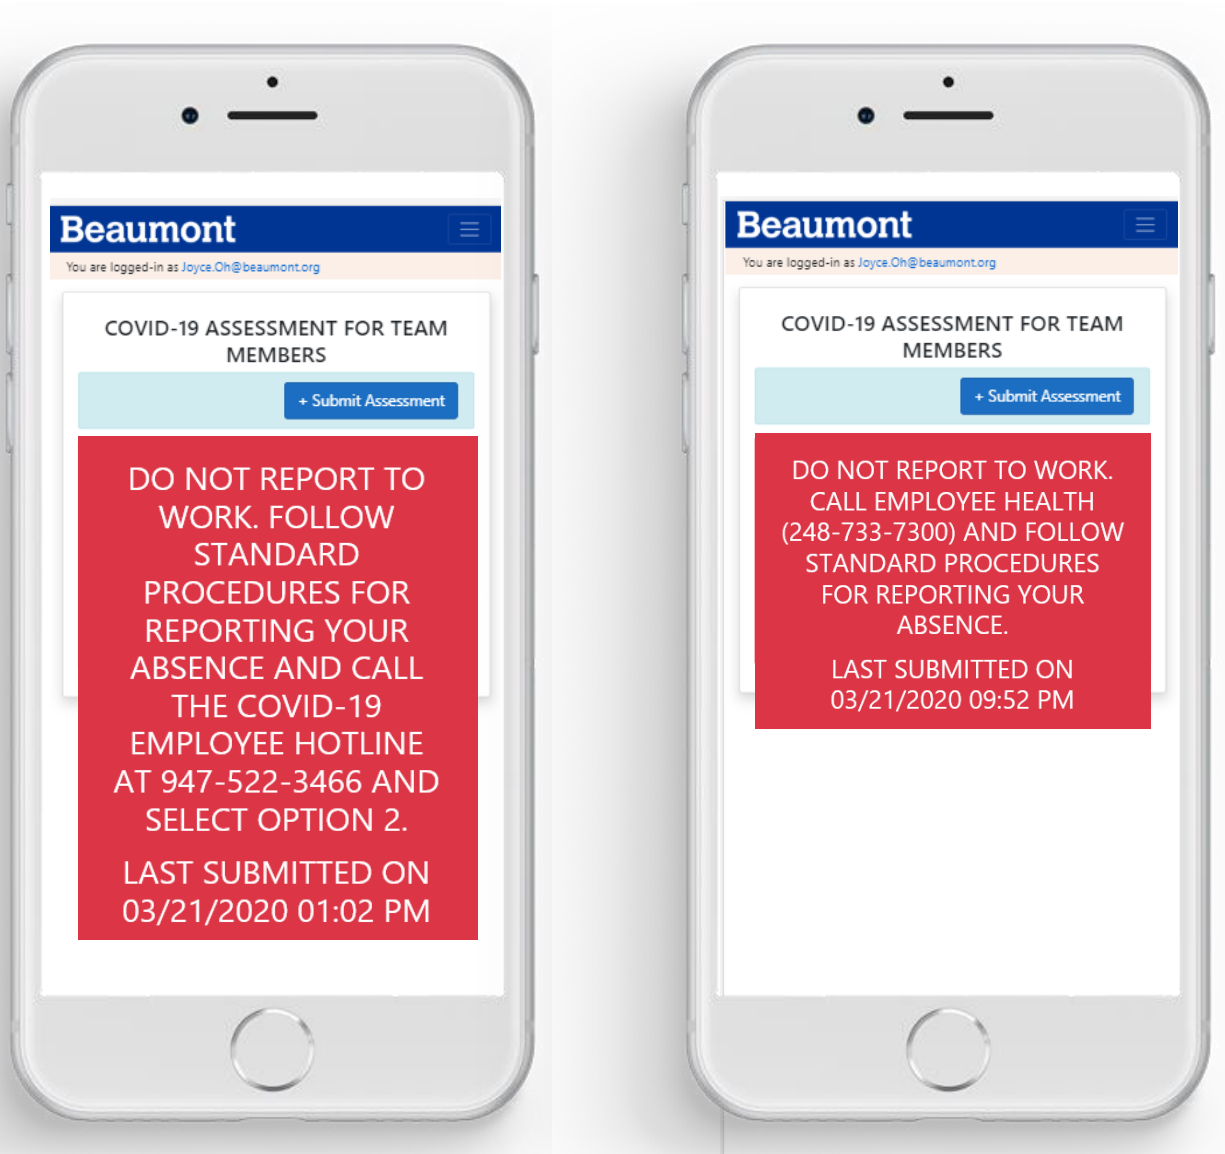 Beaumont
You are logged-in as Joyce.Oh@beaumont.org
COVID-19 ASSESSMENT FOR TEAM
MEMBERS
+ Submit Assessment
DO NOT REPORT TO
WORK. FOLLOW
STANDARD
PROCEDURES FOR
REPORTING YOUR
ABSENCE AND CALL
THE COVID-19
EMPLOYEE HOTLINE
AT 947-522-3466 AND
SELECT OPTION 2.
LAST SUBMITTED ON
03/21/2020 01:02 PM
Beaumont
You are logged-in as Joyce.Oh@beaumont.org
COVID-19 ASSESSMENT FOR TEAM
MEMBERS
+ Submit Assessment
DO NOT REPORT TO WORK.
CALL EMPLOYEE HEALTH
(248-733-7300) AND FOLLOW
STANDARD PROCEDURES
FOR REPORTING YOUR
ABSENCE.
LAST SUBMITTED ON
03/21/2020 09:52 PM